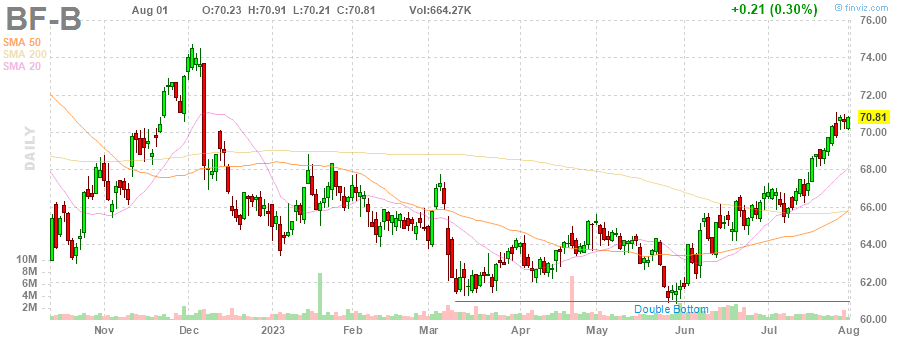 BF-B Aug 01 O:70.23 H:70.91 L:70.21 C:70.81 Vol:664.27K +0.21 (0.30%) © finviz.com
SMA 50
SMA 200
SMA 20
DAILY
76.00
74.00
72.00
70.81
70.00
68.00
66.00
64.00
62.00
60.00
10M
8M
6M
4M
2M
Double Bottom
Nov Dec 2023 Feb Mar Apr May Jun Jul Aug